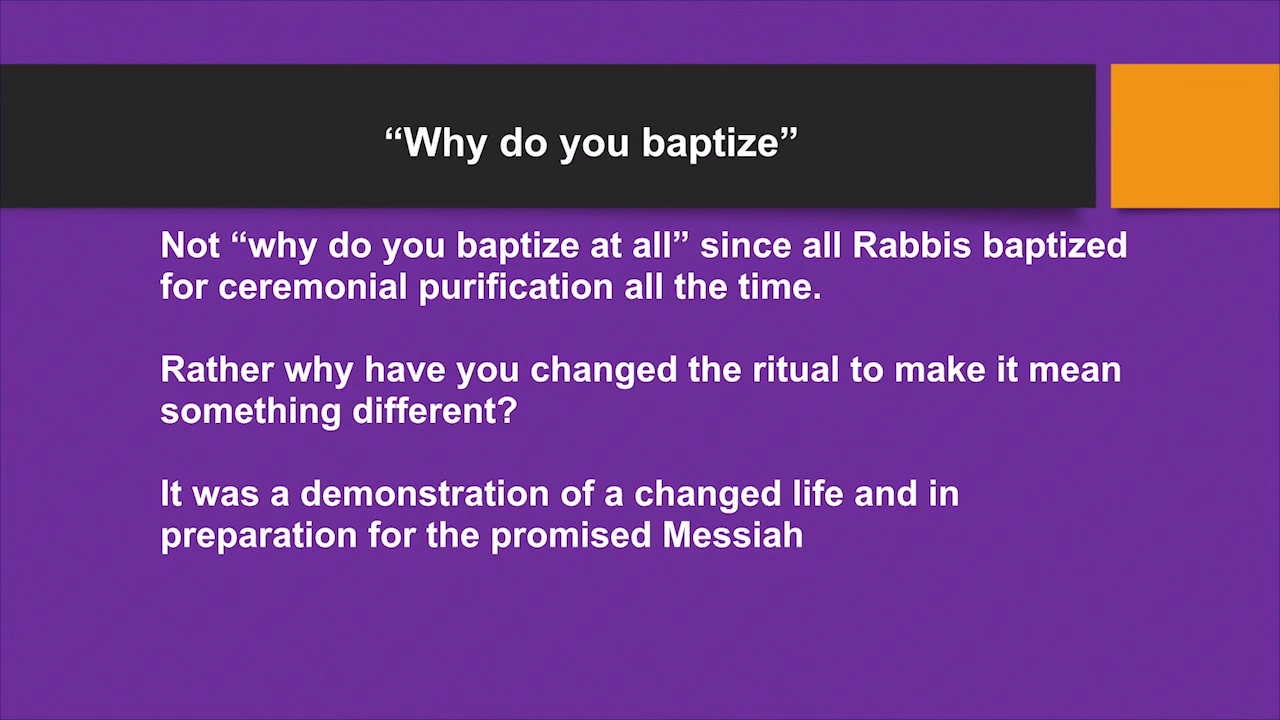 “Why do you baptize”
Not “why do you baptize at all” since all Rabbis baptized
for ceremonial purification all the time.
Rather why have you changed the ritual to make it mean
something different?
It was a demonstration of a changed life and in
preparation for the promised Messiah